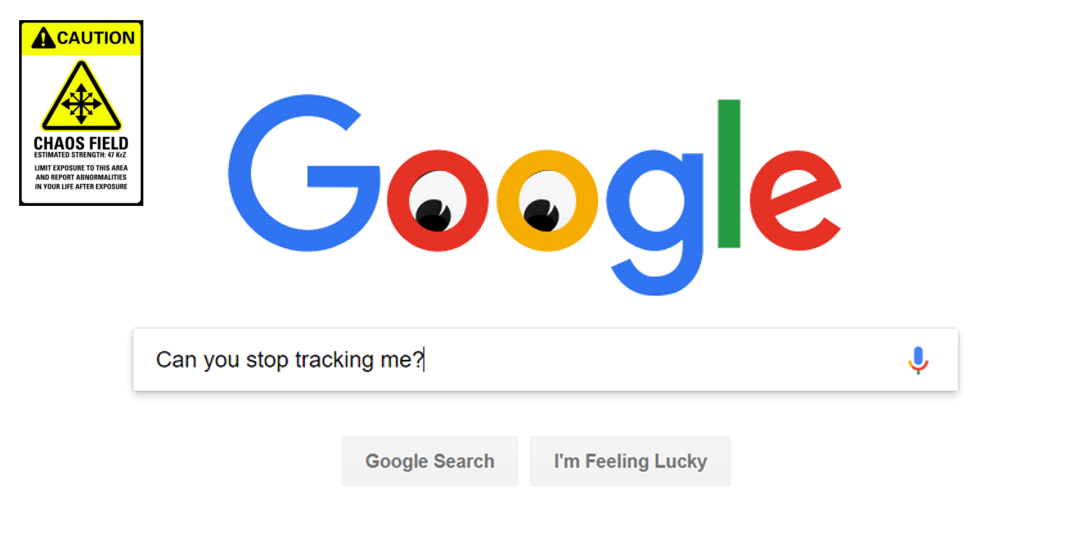 CAUTION
CHAOS FIELD
ESTIMATED STRENGTH: 47 KrZ
LIMIT EXPOSURE TO THIS AREA
AND REPORT ABNORMALITIES
IN YOUR LIFE AFTER EXPOSURE
Google
Can you stop tracking me?
Google Search
I'm Feeling Lucky